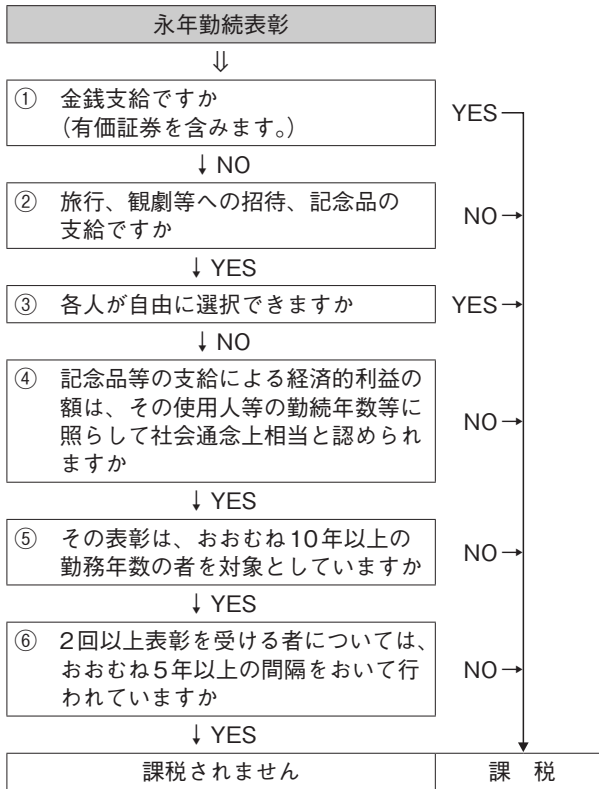 永年勤続表彰
⇓
① 金銭支給ですか
（有価証券を含みます。）
YES
↓ NO
② 旅行、観劇等への招待、記念品の
支給ですか
NO→
↓ YES
③ 各人が自由に選択できますか
YES→
↓ NO
④ 記念品等の支給による経済的利益の
額は、その使用人等の勤続年数等に
照らして社会通念上相当と認められ
ますか
NO→
↓ YES
⑤ その表彰は、おおむね10年以上の
勤務年数の者を対象としていますか
NO→
↓ YES
⑥ 2回以上表彰を受ける者については、
おおむね5年以上の間隔をおいて行
われていますか
NO→
↓ YES
課税されません
課 税